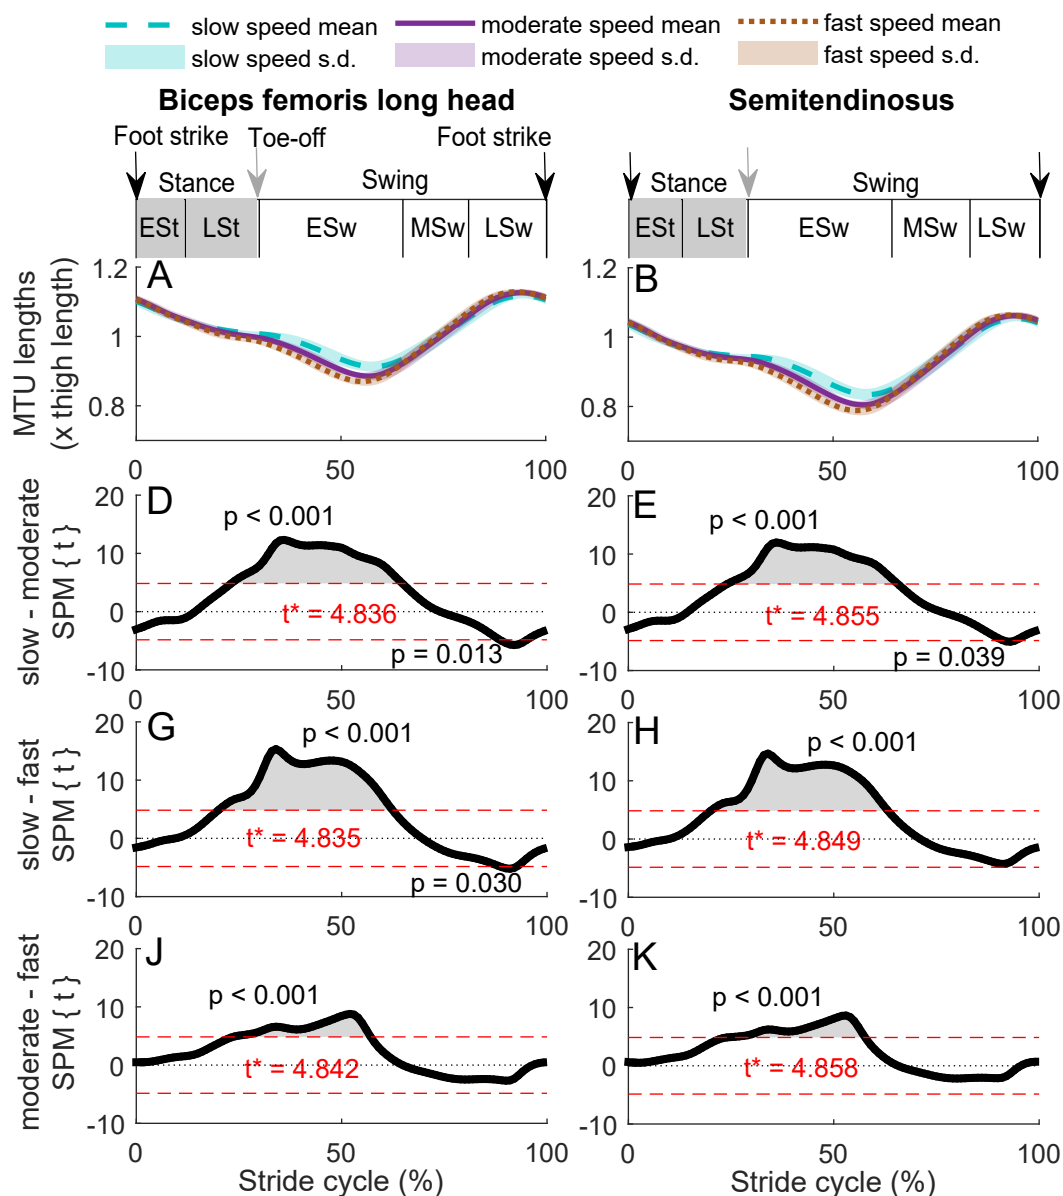 slow speed mean
moderate speed mean
fast speed mean
slow speed s.d.
moderate speed s.d.
fast speed s.d.
Biceps femoris long head
Semitendinosus
Foot strike
Toe-off
Foot strike
Stance
Swing
Stance
Swing
ESt
LSt
ESw
MSw
LSw
ESt
LSt
ESw
MSw
LSw
MTU lengths
(x thigh length)
A
1.2
1
0.8
0
50
100
B
1.2
1
0.8
0
50
100
slow - moderate
SPM { t }
D
20
10
0
-10
p < 0.001
t* = 4.836
p = 0.013
0
50
100
E
20
10
0
-10
p < 0.001
t* = 4.855
p = 0.039
0
50
100
slow - fast
SPM { t }
G
20
10
0
-10
p < 0.001
t* = 4.835
p = 0.030
0
50
100
H
20
10
0
-10
p < 0.001
t* = 4.849
0
50
100
moderate - fast
SPM { t }
J
20
10
0
-10
p < 0.001
t* = 4.842
0
50
100
Stride cycle (%)
K
20
10
0
-10
p < 0.001
t* = 4.858
0
50
100
Stride cycle (%)